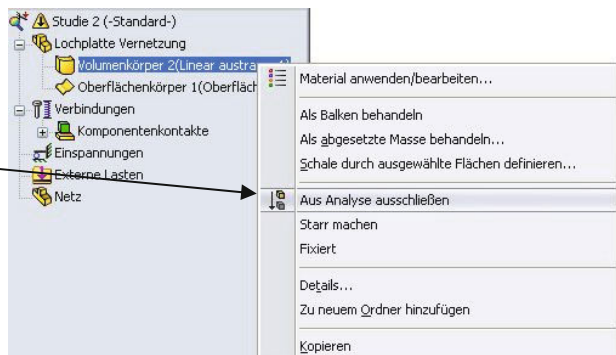 Studie 2 (-Standard-)
Lochplatte Vernetzung
Volumenkörper 2(Linear austra
Oberflächenkörper 1(Oberfläch
Verbindungen
Komponentenkontakte
Einspannungen
Externe Lasten
Netz
Material anwenden/bearbeiten...
Als Balken behandeln
Als abgesetzte Masse behandeln...
Schale durch ausgewählte Flächen definieren...
Aus Analyse ausschließen
Starr machen
Fixiert
Details...
Zu neuem Ordner hinzufügen
Kopieren